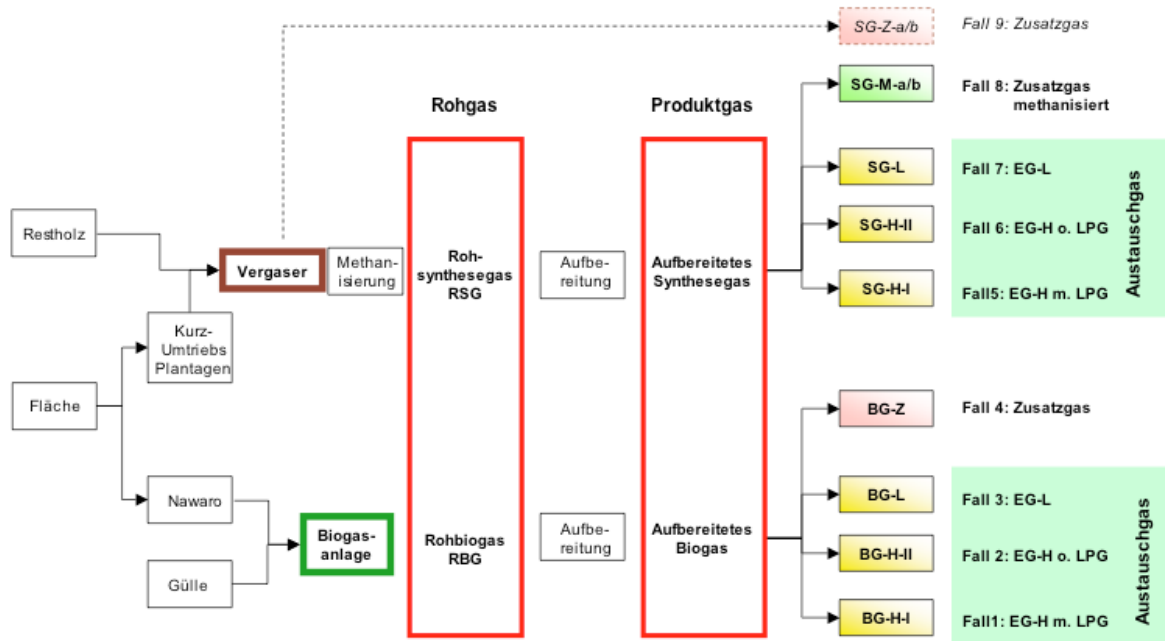 SG-Z-a/b
Fall 9: Zusatzgas
Rohgas
Produktgas
SG-M-a/b
Fall 8: Zusatzgas
methanisiert
SG-L
Fall 7: EG-L
SG-H-II
Fall 6: EG-H o. LPG
SG-H-I
Fall5: EG-H m. LPG
Austauschgas
Restholz
Vergaser
Methan-
isierung
Roh-
synthesegas
RSG
Aufbe-
reitung
Aufbereitetes
Synthesegas
Kurz-
Umtriebs
Plantagen
Fläche
BG-Z
Fall 4: Zusatzgas
Nawaro
Gülle
Biogas-
anlage
Rohbiogas
RBG
Aufbe-
reitung
Aufbereitetes
Biogas
BG-L
Fall 3: EG-L
BG-H-II
Fall 2: EG-H o. LPG
BG-H-I
Fall1: EG-H m. LPG
Austauschgas